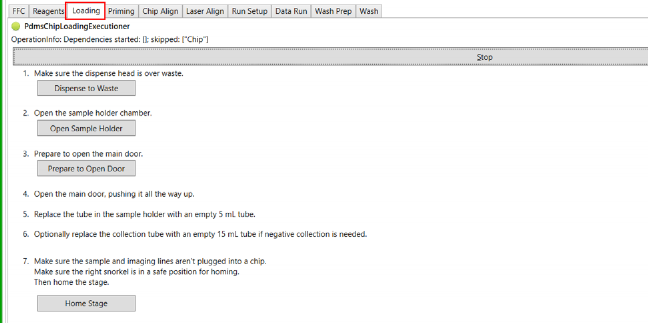 FFC Reagents Loading Priming Chip Align Laser Align Run Setup Data Run Wash Prep Wash
PdmsChipLoadingExecutioner
OperationInfo: Dependencies started: []; skipped: ["Chip"]
Stop
1. Make sure the dispense head is over waste.
Dispense to Waste
2. Open the sample holder chamber.
Open Sample Holder
3. Prepare to open the main door.
Prepare to Open Door
4. Open the main door, pushing it all the way up.
5. Replace the tube in the sample holder with an empty 5 mL tube.
6. Optionally replace the collection tube with an empty 15 mL tube if negative collection is needed.
7. Make sure the sample and imaging lines aren't plugged into a chip.
Make sure the right snorkel is in a safe position for homing.
Then home the stage.
Home Stage